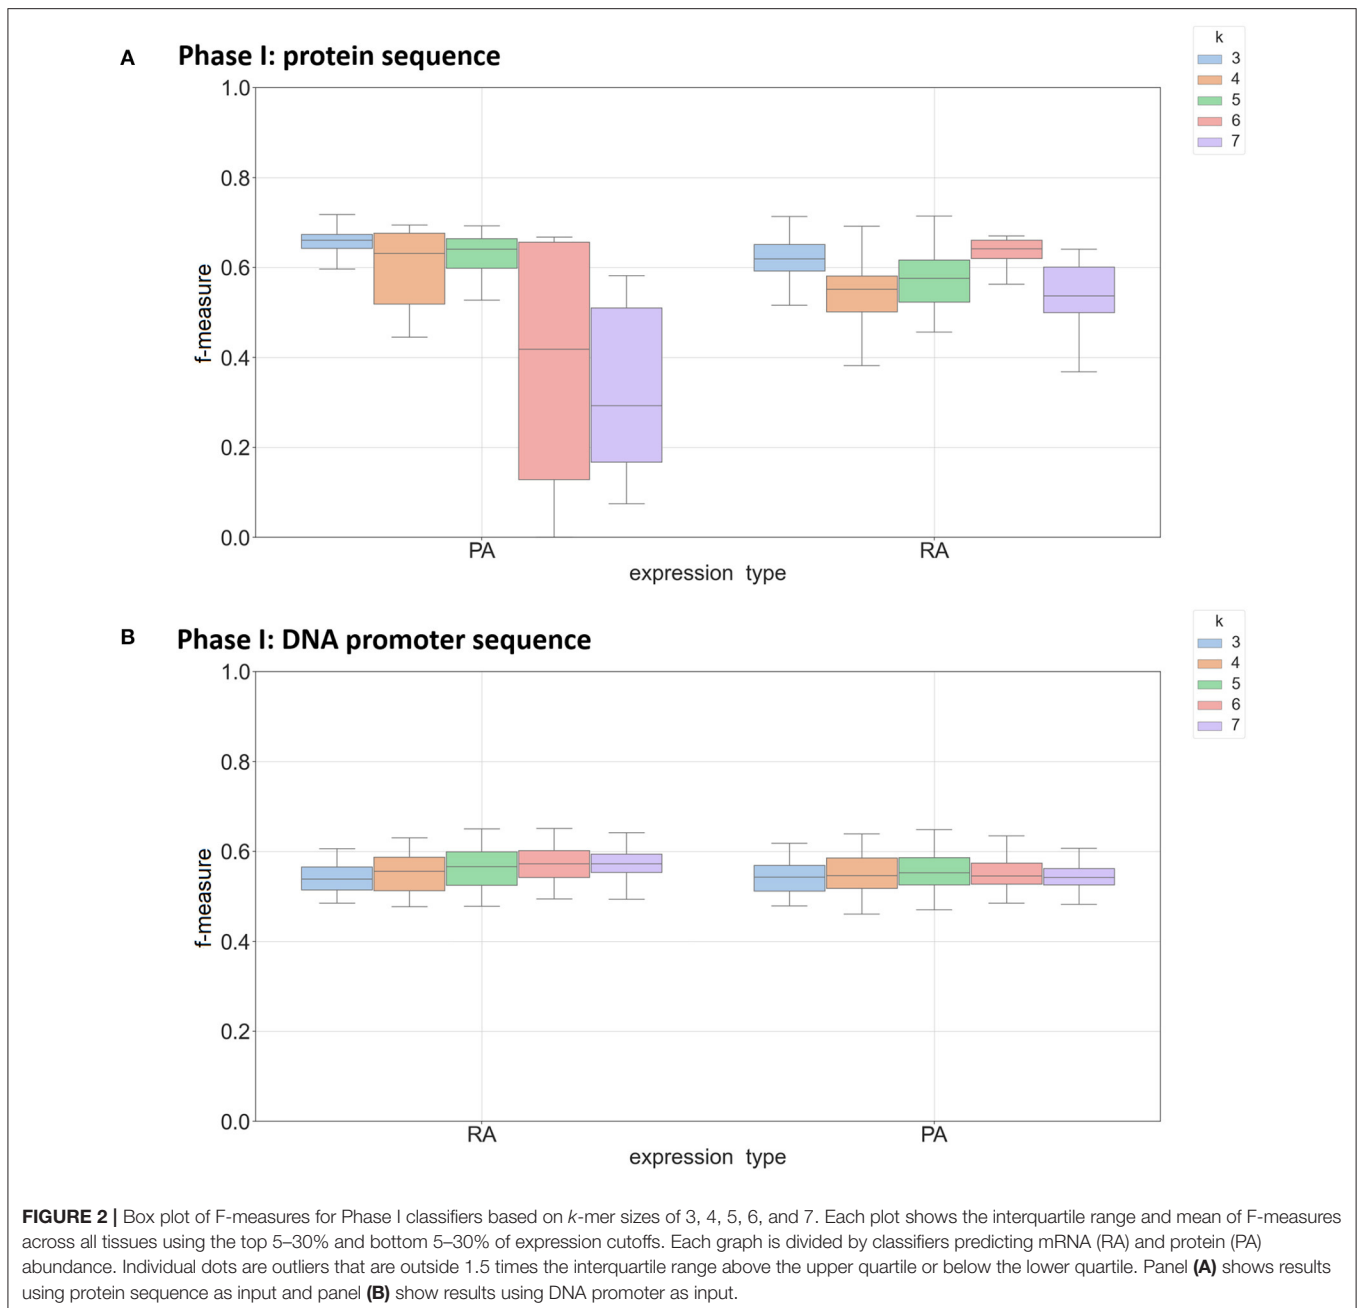 A Phase I: protein sequence
k
3
4
5
6
7
1.0
0.8
0.6
0.4
0.2
0.0
f-measure
PA RA
expression type
B Phase I: DNA promoter sequence
k
3
4
5
6
7
1.0
0.8
0.6
0.4
0.2
0.0
f-measure
RA PA
expression type
FIGURE 2 | Box plot of F-measures for Phase I classifiers based on k-mer sizes of 3, 4, 5, 6, and 7. Each plot shows the interquartile range and mean of F-measures
across all tissues using the top 5–30% and bottom 5–30% of expression cutoffs. Each graph is divided by classifiers predicting mRNA (RA) and protein (PA)
abundance. Individual dots are outliers that are outside 1.5 times the interquartile range above the upper quartile or below the lower quartile. Panel (A) shows results
using protein sequence as input and panel (B) show results using DNA promoter as input.